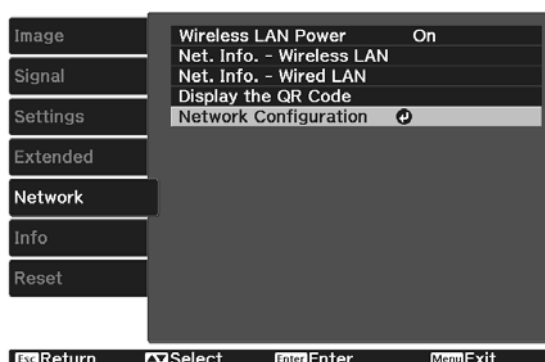 Image
Signal
Settings
Extended
Network
Info
Reset
Wireless LAN Power On
Net. Info. - Wireless LAN
Net. Info. - Wired LAN
Display the QR Code
Network Configuration
Esc Return Select Enter Enter Menu Exit